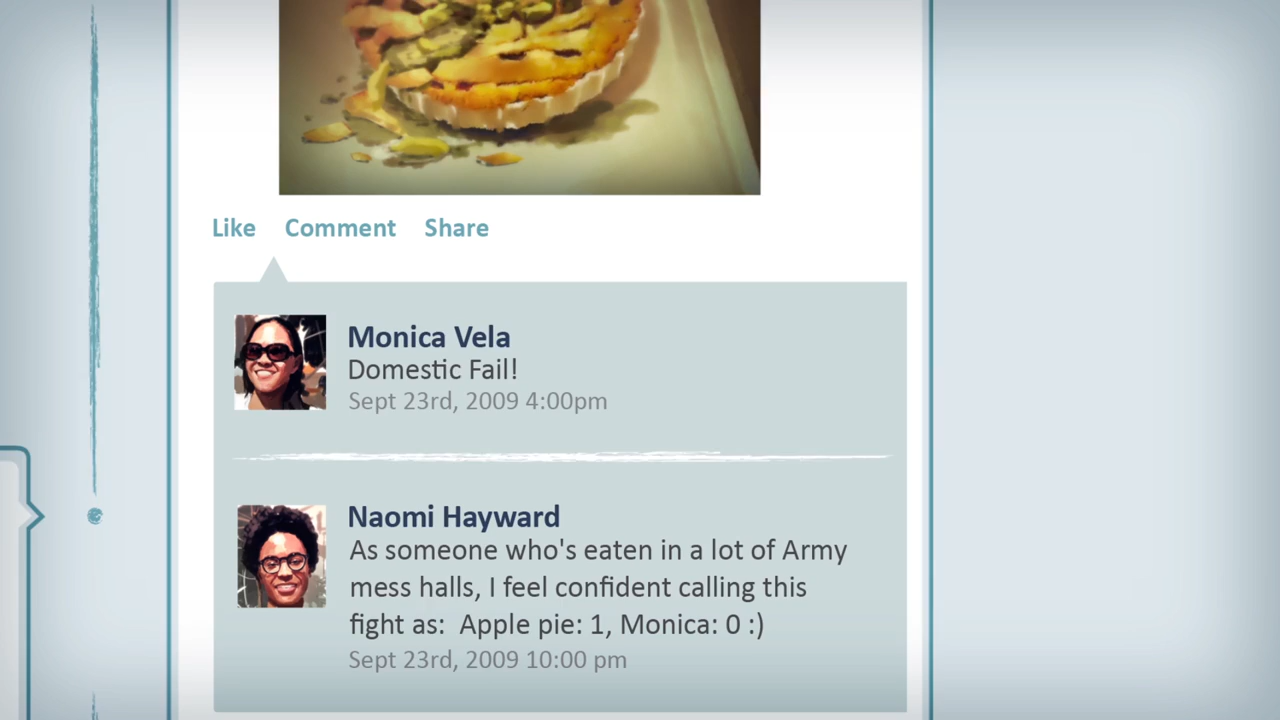 Like Comment Share
Monica Vela
Domestic Fail!
Sept 23rd, 2009 4:00pm
Naomi Hayward
As someone who's eaten in a lot of Army
mess halls, I feel confident calling this
fight as:  Apple pie: 1, Monica: 0 :)
Sept 23rd, 2009 10:00 pm